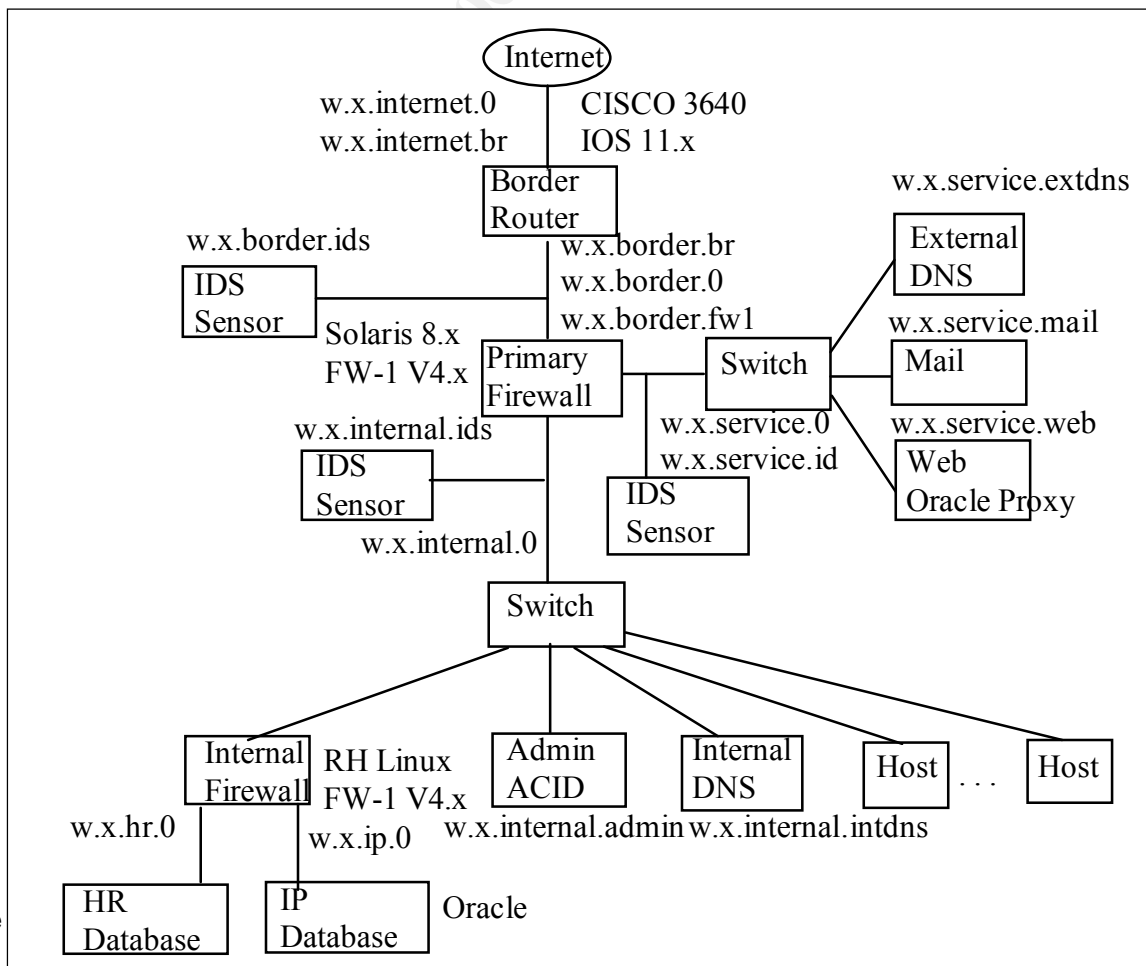 Internet
w.x.internet.0
w.x.internet.br
CISCO 3640
IOS 11.x
Border
Router
w.x.service.extdns
External
DNS
w.x.border.ids
IDS
Sensor
w.x.border.br
w.x.border.0
w.x.border.fw1
Solaris 8.x
FW-1 V4.x
Primary
Firewall
Switch
w.x.service.mail
Mail
w.x.service.web
Web
Oracle Proxy
w.x.service.0
w.x.service.id
IDS
Sensor
w.x.internal.ids
IDS
Sensor
w.x.internal.0
Switch
Internal
Firewall
RH Linux
FW-1 V4.x
Admin
ACID
Internal
DNS
Host
. . .
Host
w.x.hr.0
w.x.ip.0
w.x.internal.admin
w.x.internal.intdns
HR
Database
IP
Database
Oracle